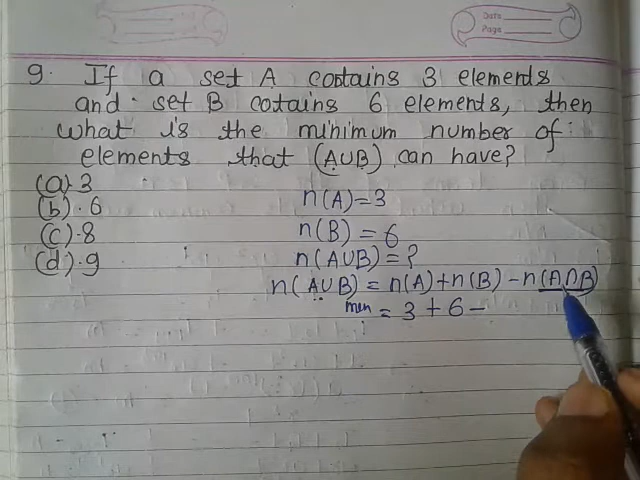 Date
Page
9. If a set A contains 3 elements
and set B cotains 6 elements, then
what is the minimum number of
elements that (A∪B) can have?
(a) 3
(b) 6
(c) 8
(d) 9
n(A) = 3
n(B) = 6
n(A∪B) = ?
n(A∪B) = n(A) + n(B) - n(A∩B)
min = 3 + 6 -